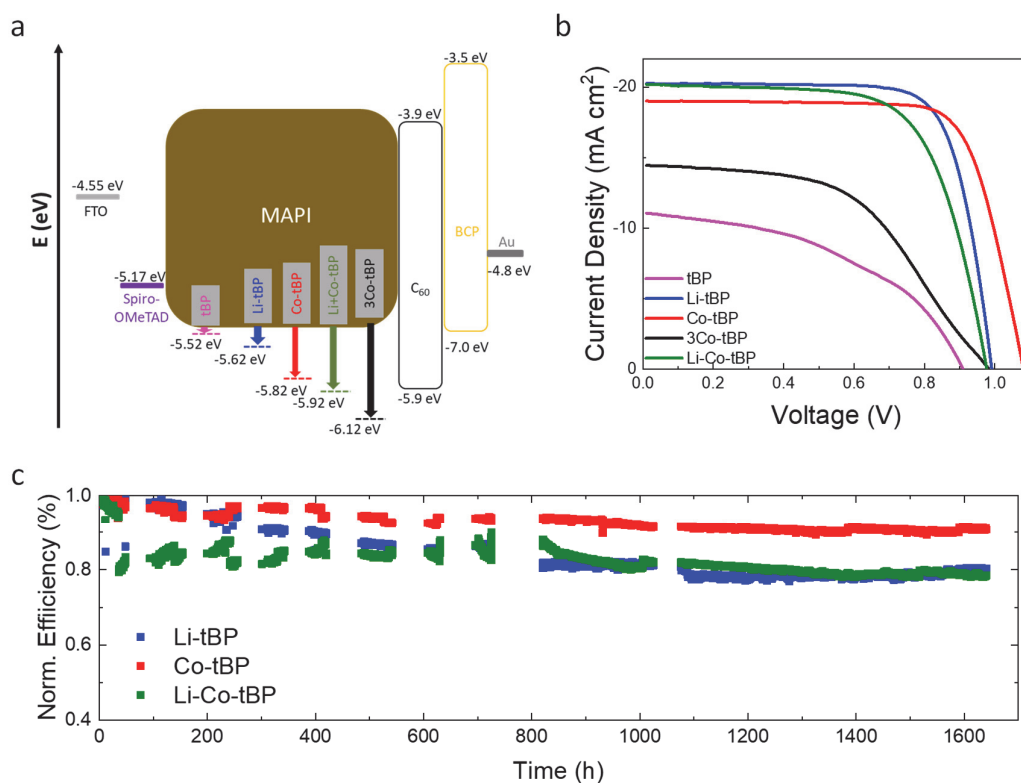 a
E (eV)
-4.55 eV
FTO
-5.17 eV
Spiro-
OMeTAD
MAPI
tBP
Li-tBP
Co-tBP
Li+Co-tBP
3Co-tBP
-5.52 eV
-5.62 eV
-5.82 eV
-5.92 eV
-6.12 eV
-3.9 eV
C60
-5.9 eV
-3.5 eV
BCP
-7.0 eV
Au
-4.8 eV
b
Current Density (mA cm²)
-20
-10
0
tBP
Li-tBP
Co-tBP
3Co-tBP
Li-Co-tBP
0.0 0.2 0.4 0.6 0.8 1.0
Voltage (V)
c
Norm. Effiiciency (%)
1.0
0.8
0.6
0.4
Li-tBP
Co-tBP
Li-Co-tBP
0 200 400 600 800 1000 1200 1400 1600
Time (h)